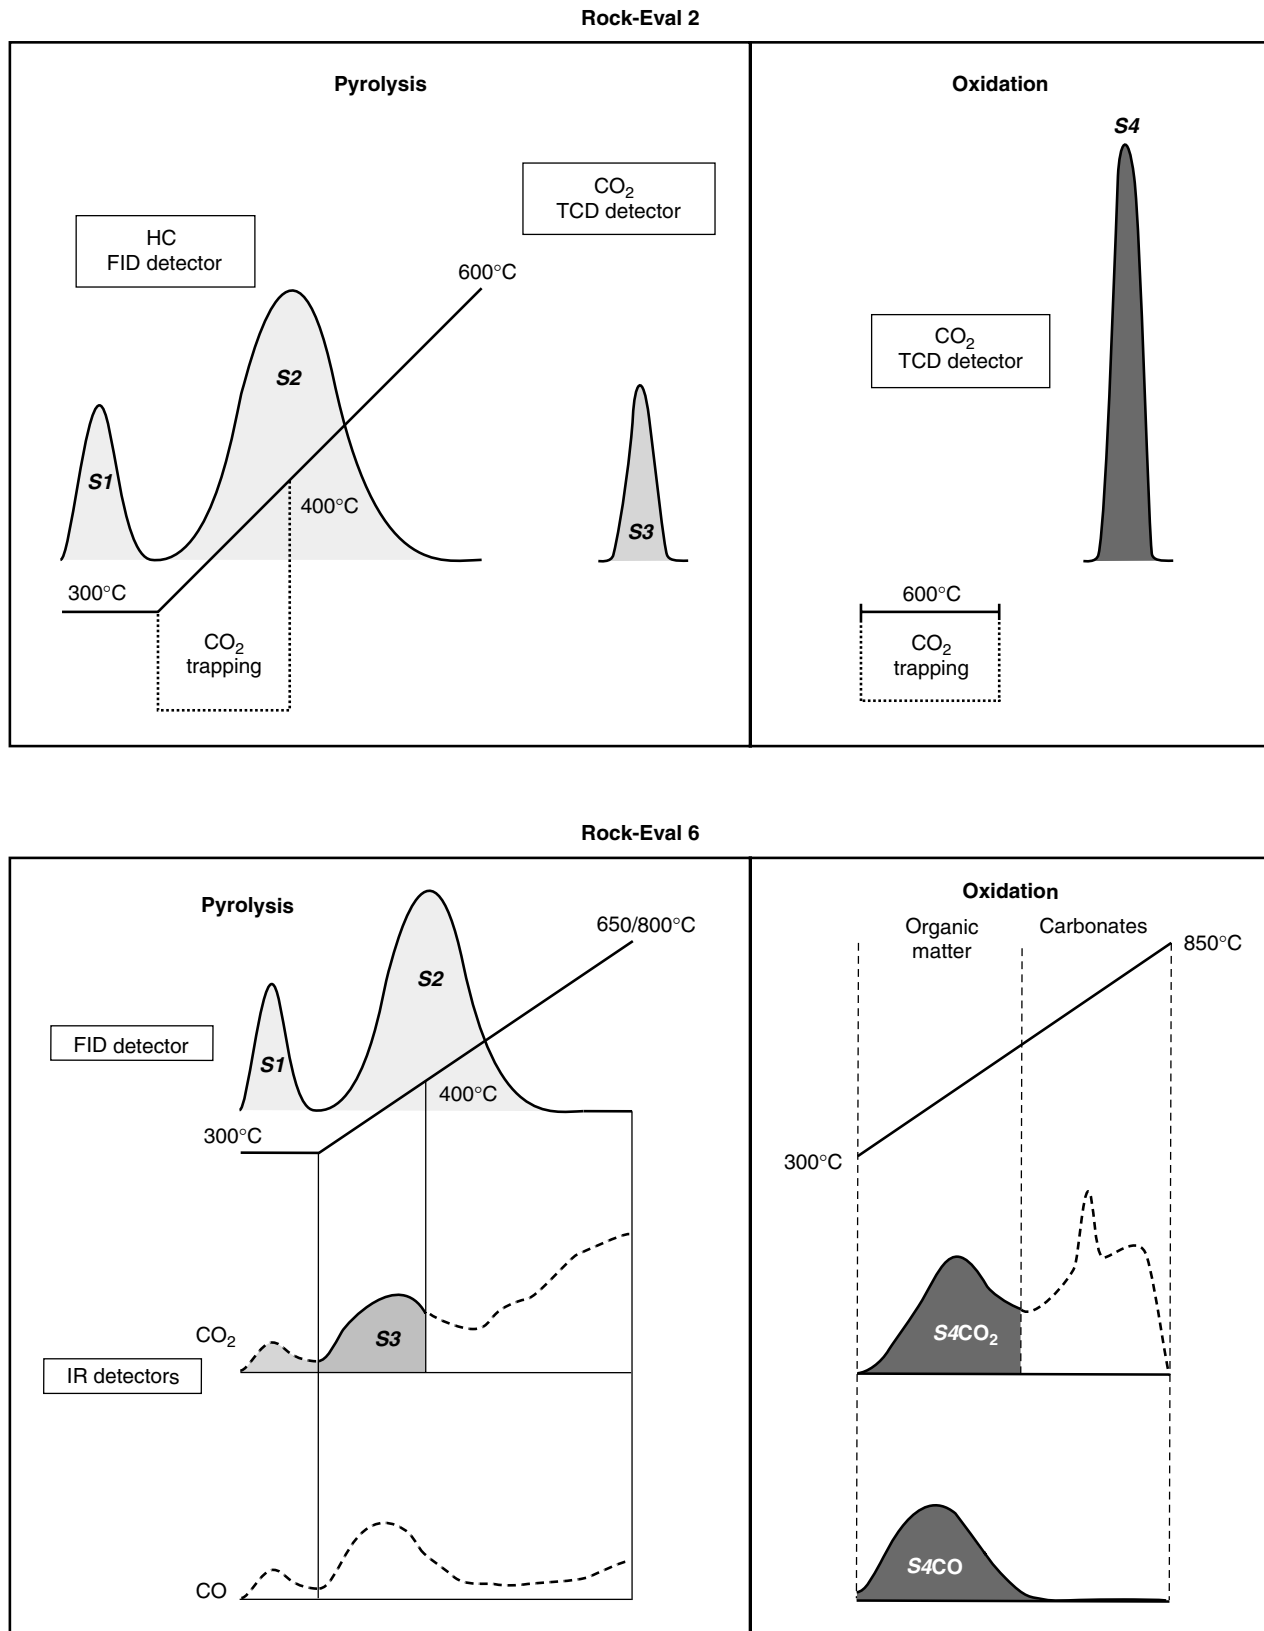 Rock-Eval 2
Pyrolysis
HC
FID detector
CO₂
TCD detector
600°C
S2
S1
400°C
S3
300°C
CO₂
trapping
Oxidation
S4
CO₂
TCD detector
600°C
CO₂
trapping
Rock-Eval 6
Pyrolysis
650/800°C
S2
FID detector
S1
400°C
300°C
CO₂
S3
IR detectors
CO
Oxidation
Organic
matter
Carbonates
850°C
300°C
S4CO₂
S4CO